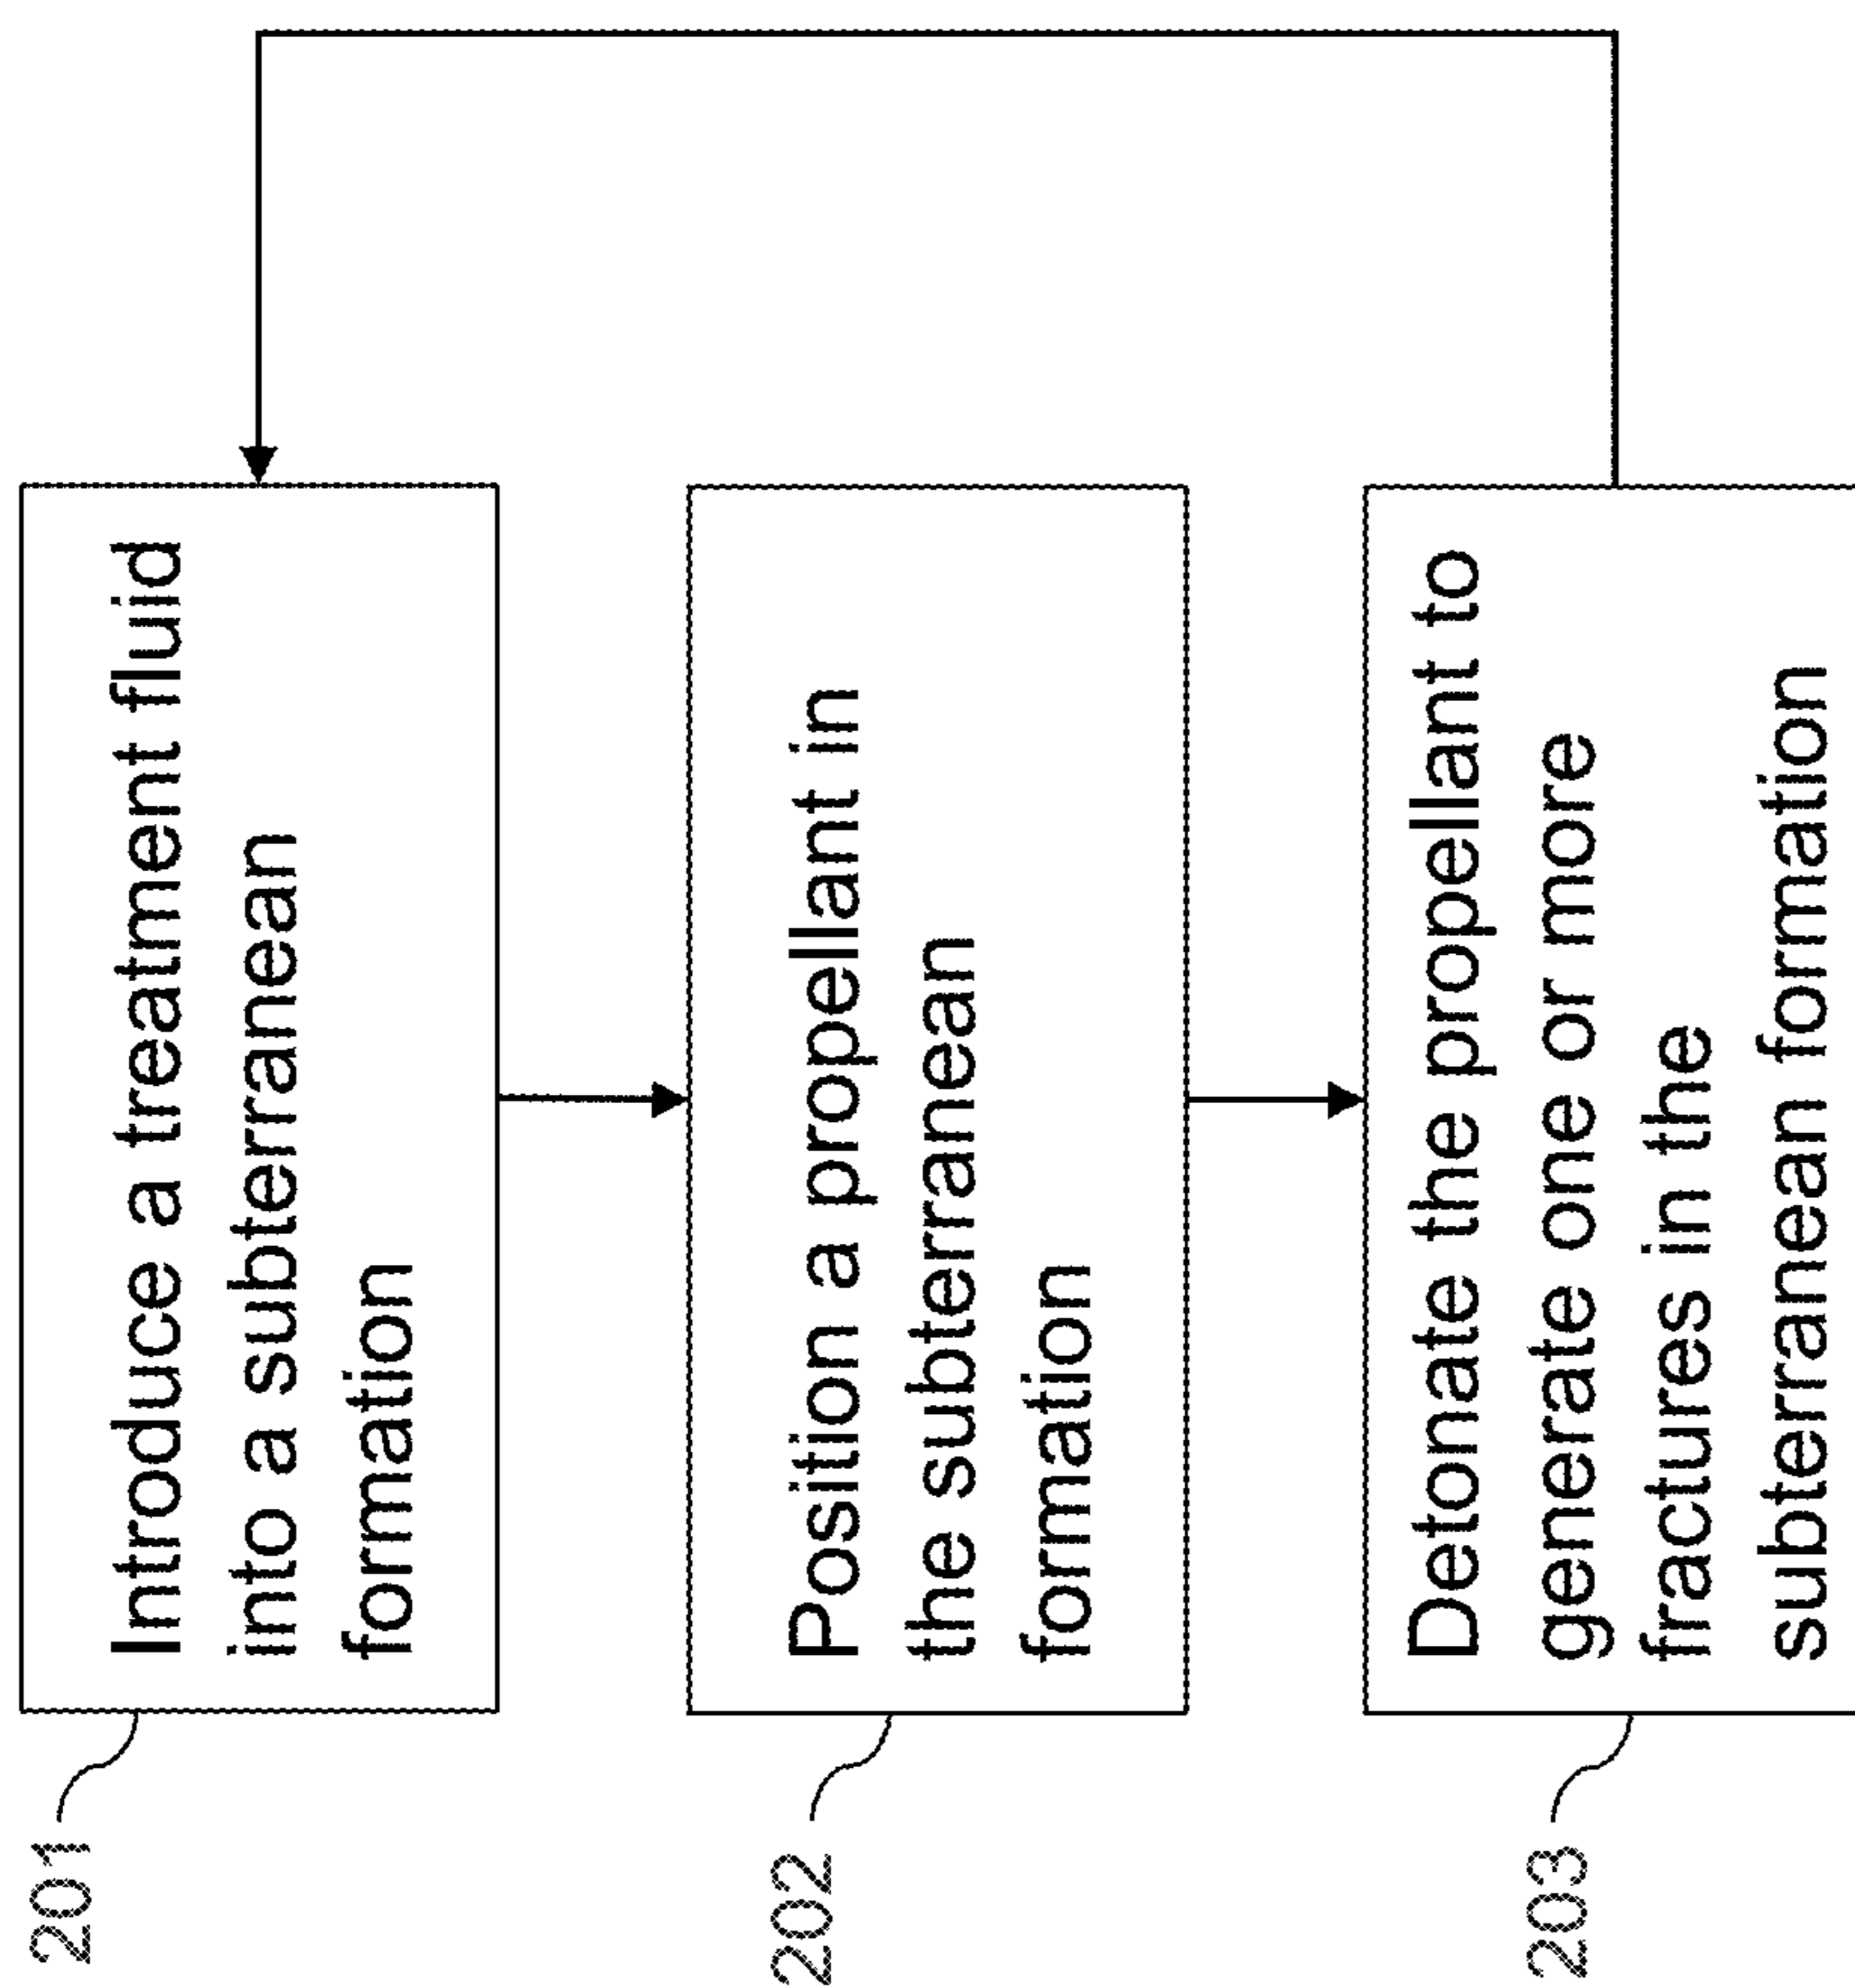 201
Introduce a treatment fluid
into a subterranean
formation
202
Position a propellant in
the subterranean
formation
203
Detonate the propellant to
generate one or more
fractures in the
subterranean formation